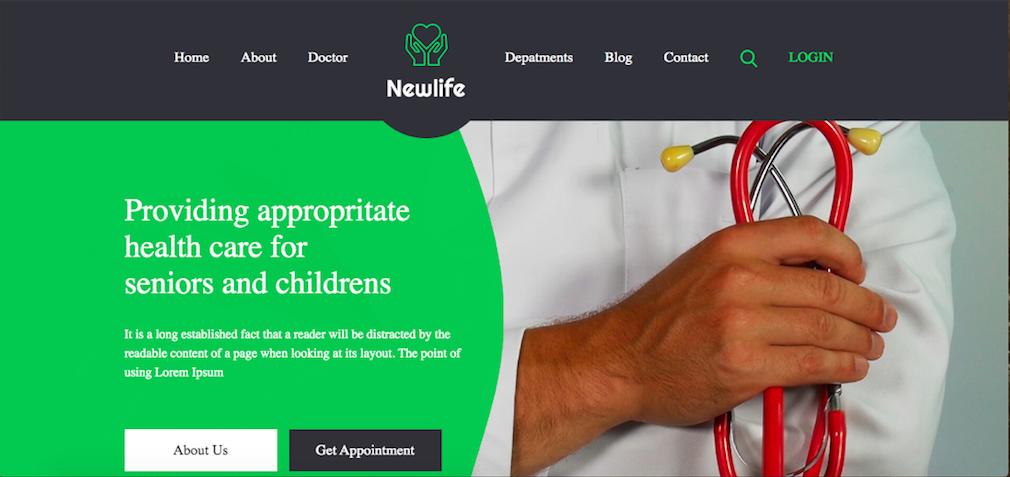 Home About Doctor
Newlife
Depatments Blog Contact LOGIN
Providing appropritate
health care for
seniors and childrens
It is a long established fact that a reader will be distracted by the
readable content of a page when looking at its layout. The point of
using Lorem Ipsum
About Us Get Appointment